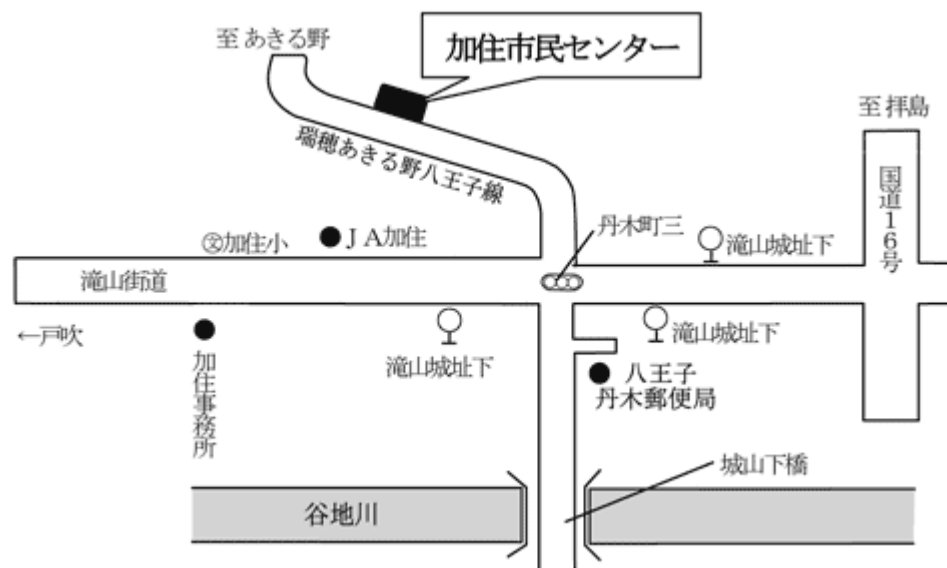 至 あきる野
加住市民センター
至 拝島
瑞穂あきる野八王子線
国道16号
丹木町三
滝山城址下
㊫加住小
ＪＡ加住
滝山街道
←戸吹
滝山城址下
滝山城址下
加住事務所
八王子
丹木郵便局
城山下橋
谷地川